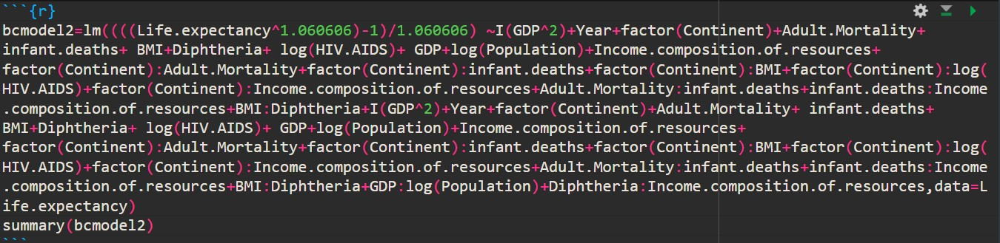 ```{r}
bcmodel2=lm((((Life.expectancy^1.060606)-1)/1.060606) ~I(GDP^2)+Year+factor(Continent)+Adult.Mortality+
infant.deaths+ BMI+Diphtheria+ log(HIV.AIDS)+ GDP+log(Population)+Income.composition.of.resources+
factor(Continent):Adult.Mortality+factor(Continent):infant.deaths+factor(Continent):BMI+factor(Continent):log(
HIV.AIDS)+factor(Continent):Income.composition.of.resources+Adult.Mortality:infant.deaths+infant.deaths:Income
.composition.of.resources+BMI:Diphtheria+I(GDP^2)+Year+factor(Continent)+Adult.Mortality+ infant.deaths+
BMI+Diphtheria+ log(HIV.AIDS)+ GDP+log(Population)+Income.composition.of.resources+
factor(Continent):Adult.Mortality+factor(Continent):infant.deaths+factor(Continent):BMI+factor(Continent):log(
HIV.AIDS)+factor(Continent):Income.composition.of.resources+Adult.Mortality:infant.deaths+infant.deaths:Income
.composition.of.resources+BMI:Diphtheria+GDP:log(Population)+Diphtheria:Income.composition.of.resources,data=L
ife.expectancy)
summary(bcmodel2)
```